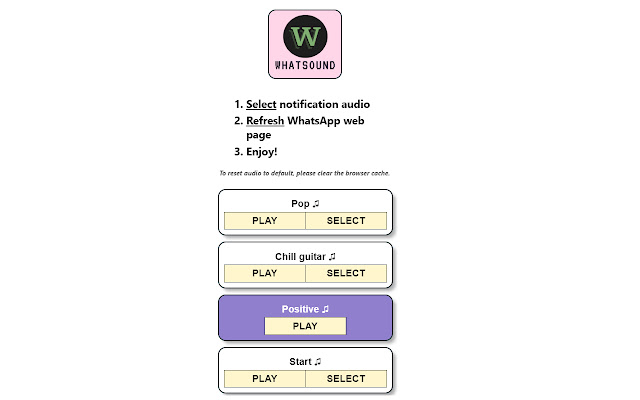 W
WHATSOUND
1. Select notification audio
2. Refresh WhatsApp web
page
3. Enjoy!
To reset audio to default, please clear the browser cache.
Pop ♫
PLAY SELECT
Chill guitar ♫
PLAY SELECT
Positive ♫
PLAY
Start ♫
PLAY SELECT